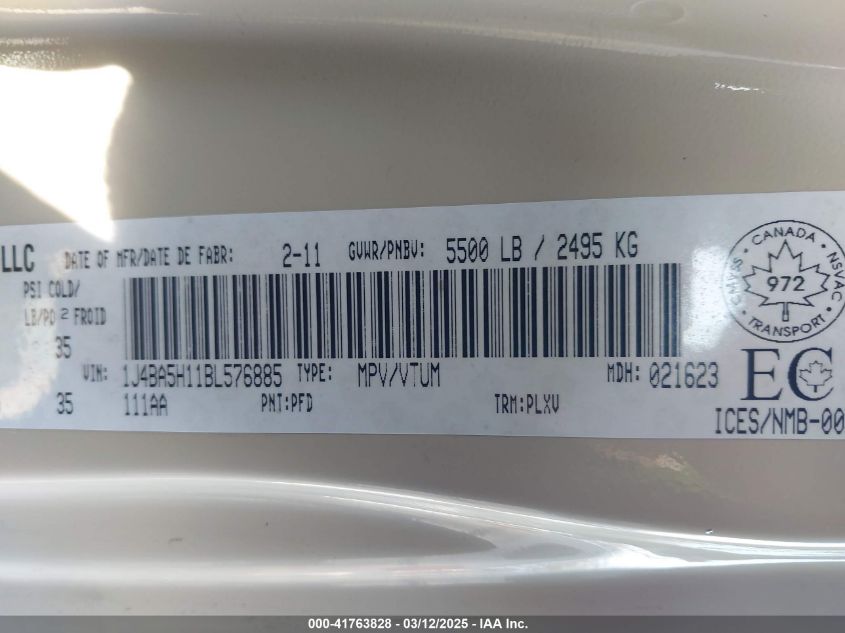 LLC DATE OF MFR/DATE DE FABR: 2-11 GVWR/PNBV: 5500 LB / 2495 KG
PSI COLD/
LB/PO 2 FROID
35
VIN: 1J4BA5H11BL576885 TYPE: MPV/VTUM MDH: 021623
35 111AA PNT:PFD TRM:PLXV
CANADA
972
NSVAC
TRANSPORT
EC
ICES/NMB-00
000-41763828 - 03/12/2025 - IAA Inc.